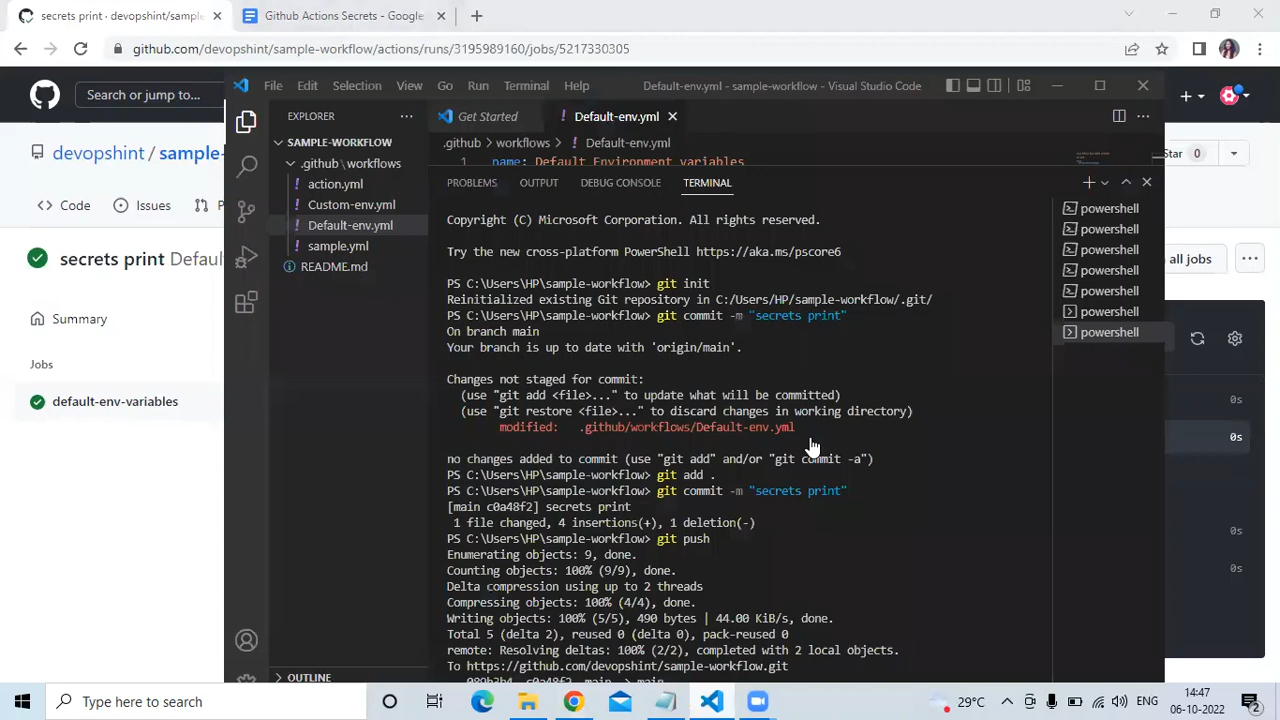 secrets print · devopshint/sample
Github Actions Secrets - Google
github.com/devopshint/sample-workflow/actions/runs/3195989160/jobs/5217330305
Search or jump to...
File Edit Selection View Go Run Terminal Help
Default-env.yml - sample-workflow - Visual Studio Code
EXPLORER
Get Started
Default-env.yml
devopshint / sample-
SAMPLE-WORKFLOW
.github > workflows > Default-env.yml
Star 0
1 name: Default Environment variables
.github \ workflows
action.yml
PROBLEMS OUTPUT DEBUG CONSOLE TERMINAL
Code
Issues
P
Custom-env.yml
Default-env.yml
sample.yml
README.md
secrets print Defau
all jobs
Summary
Jobs
default-env-variables
Copyright (C) Microsoft Corporation. All rights reserved.
Try the new cross-platform PowerShell https://aka.ms/pscore6
PS C:\Users\HP\sample-workflow> git init
Reinitialized existing Git repository in C:/Users/HP/sample-workflow/.git/
PS C:\Users\HP\sample-workflow> git commit -m "secrets print"
On branch main
Your branch is up to date with 'origin/main'.
Changes not staged for commit:
(use "git add <file>..." to update what will be committed)
(use "git restore <file>..." to discard changes in working directory)
modified: .github/workflows/Default-env.yml
no changes added to commit (use "git add" and/or "git commit -a")
PS C:\Users\HP\sample-workflow> git add .
PS C:\Users\HP\sample-workflow> git commit -m "secrets print"
[main c0a48f2] secrets print
1 file changed, 4 insertions(+), 1 deletion(-)
PS C:\Users\HP\sample-workflow> git push
Enumerating objects: 9, done.
Counting objects: 100% (9/9), done.
Delta compression using up to 2 threads
Compressing objects: 100% (4/4), done.
Writing objects: 100% (5/5), 490 bytes | 44.00 KiB/s, done.
Total 5 (delta 2), reused 0 (delta 0), pack-reused 0
remote: Resolving deltas: 100% (2/2), completed with 2 local objects.
To https://github.com/devopshint/sample-workflow.git
powershell
powershell
powershell
powershell
powershell
powershell
powershell
0s
0s
0s
0s
OUTLINE
Type here to search
29°C
ENG
14:47
06-10-2022
2